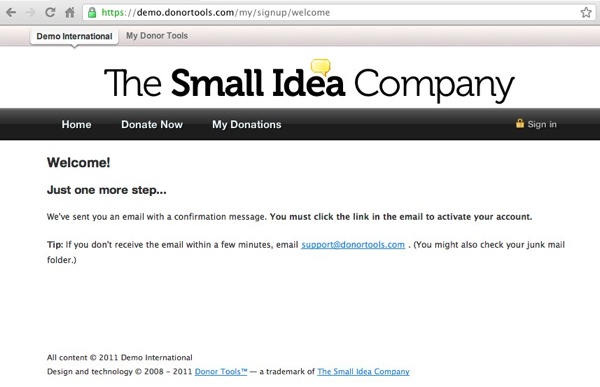 https://demo.donortools.com/my/signup/welcome
Demo International My Donor Tools
The Small Idea Company
Home Donate Now My Donations Sign in
Welcome!
Just one more step...
We've sent you an email with a confirmation message. You must click the link in the email to activate your account.
Tip: If you don't receive the email within a few minutes, email support@donortools.com . (You might also check your junk mail
folder.)
All content © 2011 Demo International
Design and technology © 2008 - 2011 Donor Tools™ — a trademark of The Small Idea Company